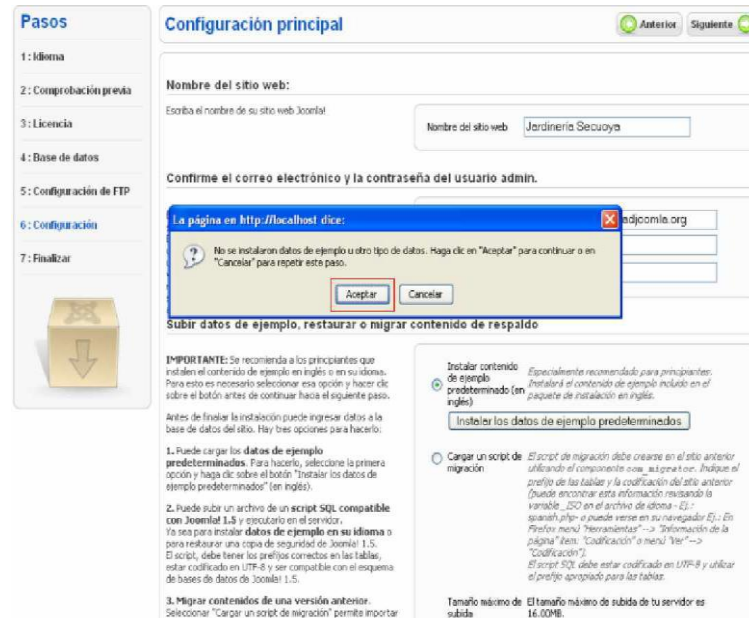 Pasos
1 : Idioma
2 : Comprobación previa
3 : Licencia
4 : Base de datos
5 : Configuración de FTP
6 : Configuración
7 : Finalizar
Configuración principal
Anterior
Siguiente
Nombre del sitio web:
Escriba el nombre de su sitio web Joomla!
Nombre del sitio web
Jardinería Secuoya
Confirme el correo electrónico y la contraseña del usuario admin.
adjoomla.org
La página en http://localhost dice:
No se instalaron datos de ejemplo u otro tipo de datos. Haga clic en "Aceptar" para continuar o en
"Cancelar" para repetir este paso.
Aceptar
Cancelar
Subir datos de ejemplo, restaurar o migrar contenido de respaldo
IMPORTANTE: Se recomienda a los principiantes que
instalen el contenido de ejemplo en inglés o en su idioma.
Para esto es necesario seleccionar esa opción y hacer clic
sobre el botón antes de continuar hacia el siguiente paso.
Antes de finalizar la instalación puede ingresar datos a la
base de datos del sitio. Hay tres opciones para hacerlo:
1. Puede cargar los datos de ejemplo
predeterminados. Para hacerlo, seleccione la primera
opción y haga clic sobre el botón "Instalar los datos de
ejemplo predeterminados" (en inglés).
2. Puede subir un archivo de un script SQL compatible
con Joomla! 1.5 y ejecutarlo en el servidor.
Ya sea para instalar datos de ejemplo en su idioma o
para restaurar una copia de seguridad de Joomla! 1.5.
El script, debe tener los prefijos correctos en las tablas,
estar codificado en UTF-8 y ser compatible con el esquema
de bases de datos de Joomla! 1.5.
3. Migrar contenidos de una versión anterior.
Seleccionar "Cargar un script de migración" permite importar
Instalar contenido
de ejemplo
predeterminado (en
inglés)
Especialmente recomendado para principiantes.
Instalará el contenido de ejemplo incluido en el
paquete de instalación en inglés.
Instalar los datos de ejemplo predeterminados
Cargar un script de
migración
El script de migración debe crearse en el sitio anterior
utilizando el componente com_migrator. Indique el
prefijo de las tablas y la codificación del sitio anterior
(puede encontrar esta información revisando la
variable _ISO en el archivo de idioma - Ej.:
spanish.php- o puede verse en su navegador Ej.: En
Firefox menú "Herramientas" --> "Información de la
página" ítem: "Codificación" o menú "Ver" -->
"Codificación").
El script SQL debe estar codificado en UTF-8 y utilizar
el prefijo apropiado para las tablas.
Tamaño máximo de
subida
El tamaño máximo de subida de tu servidor es
16.00MB.